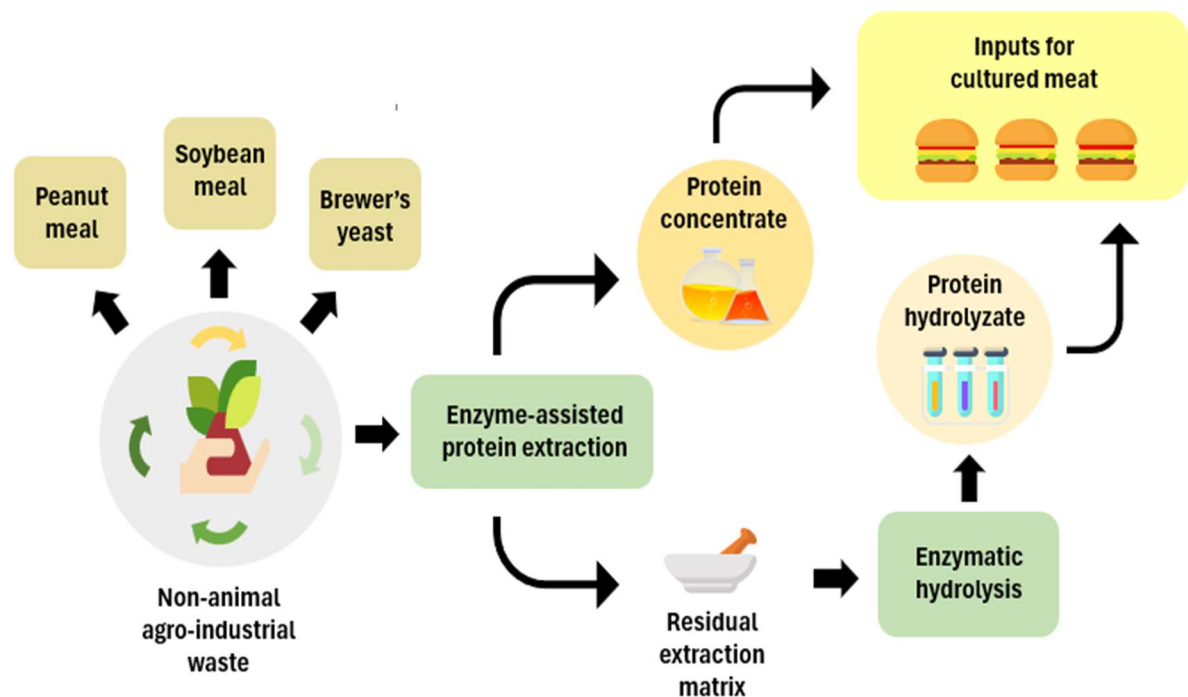 Peanut
meal
Soybean
meal
Brewer's
yeast
Non-animal
agro-industrial
waste
Enzyme-assisted
protein extraction
Protein
concentrate
Residual
extraction
matrix
Enzymatic
hydrolysis
Protein
hydrolyzate
Inputs for
cultured meat